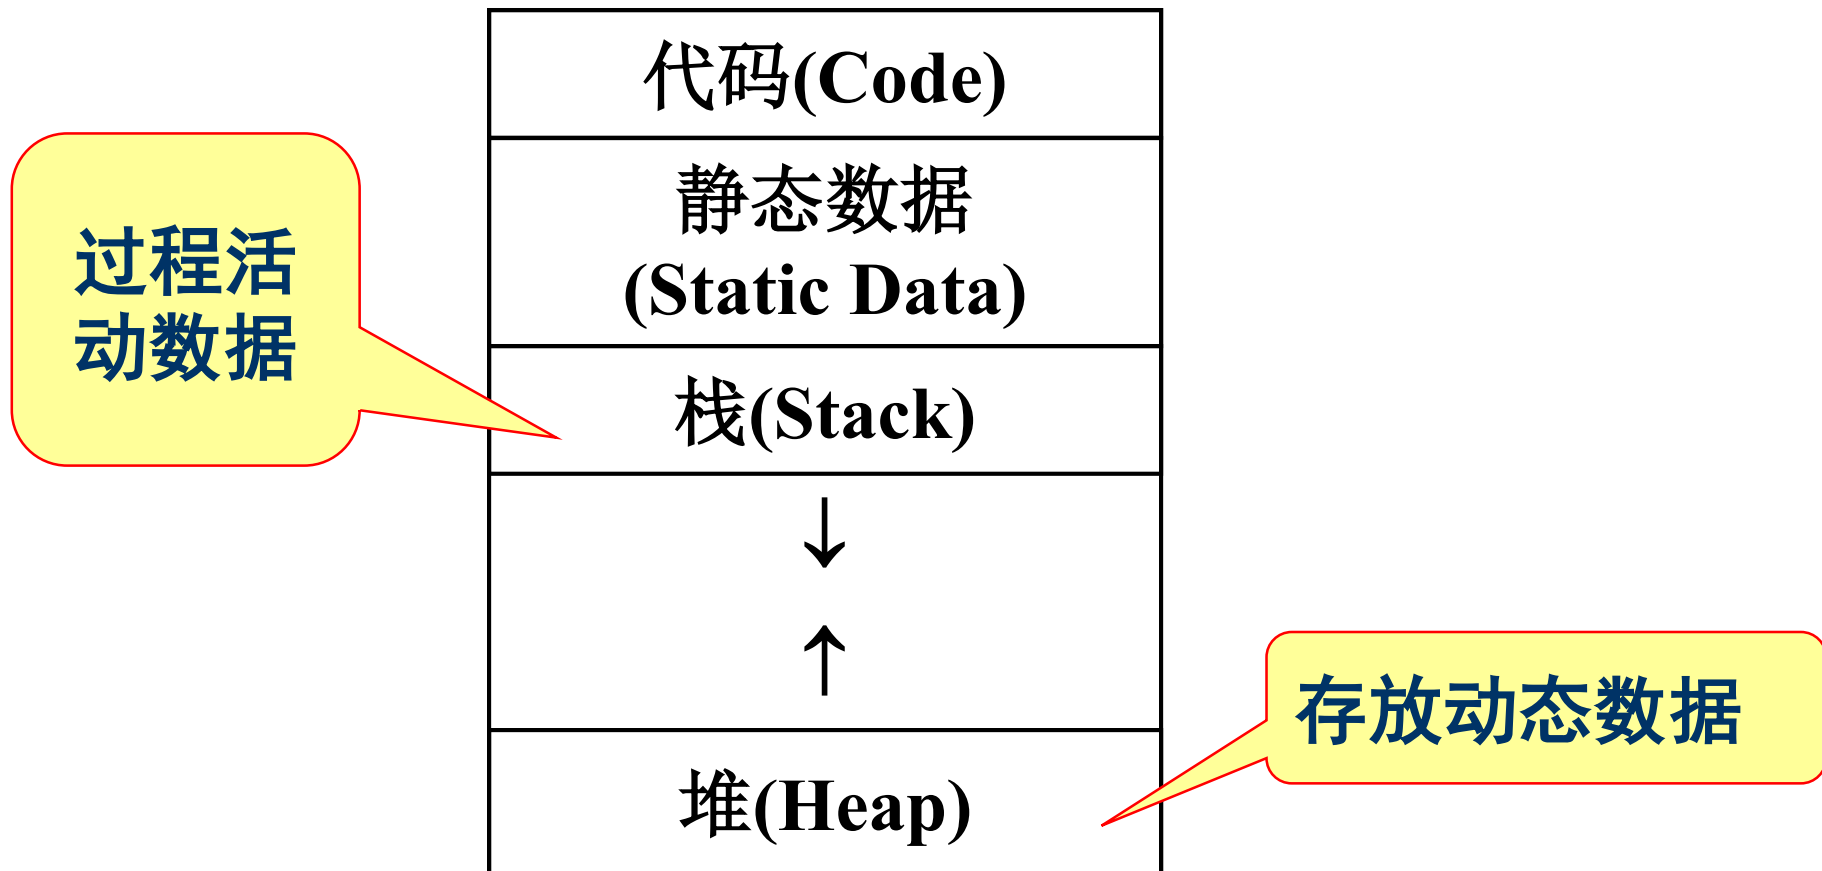 代码(Code)
静态数据
(Static Data)
过程活
动数据
栈(Stack)
↓
↑
存放动态数据
堆(Heap)